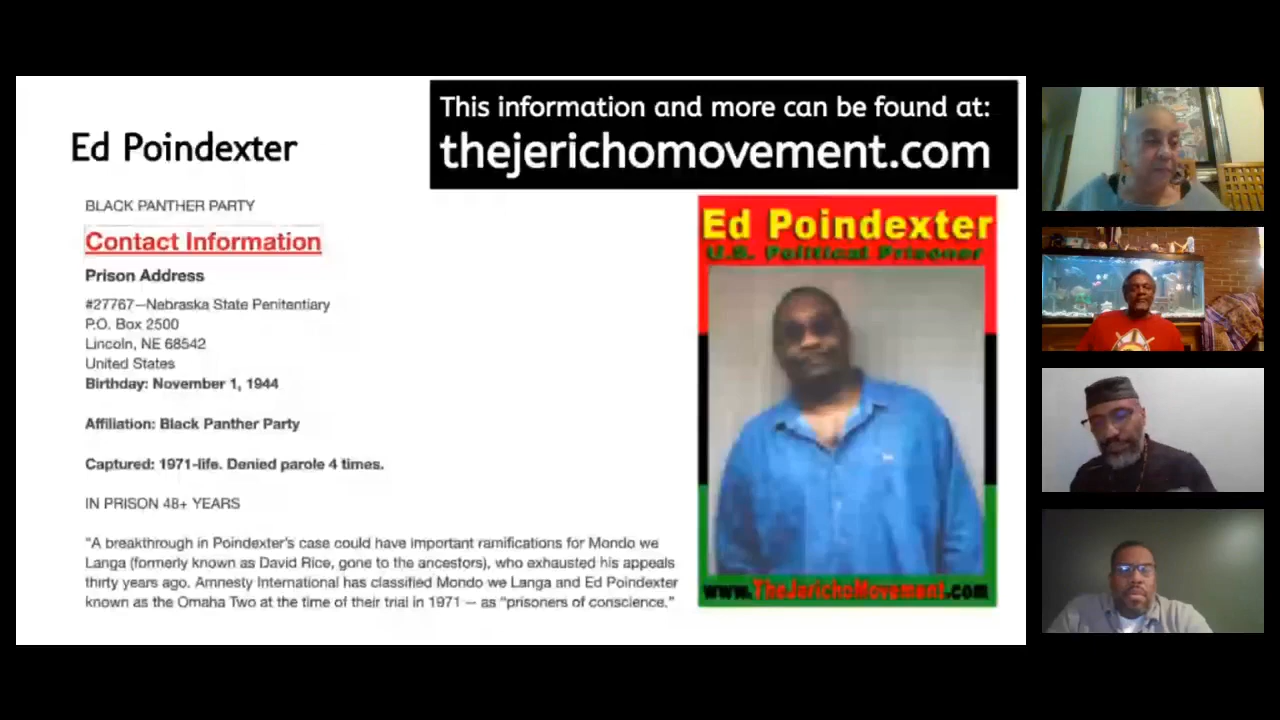 This information and more can be found at:
thejerichomovement.com
Ed Poindexter
BLACK PANTHER PARTY
Contact Information
Prison Address
#27767—Nebraska State Penitentiary
P.O. Box 2500
Lincoln, NE 68542
United States
Birthday: November 1, 1944
Affiliation: Black Panther Party
Captured: 1971-life. Denied parole 4 times.
IN PRISON 48+ YEARS
"A breakthrough in Poindexter's case could have important ramifications for Mondo we
Langa (formerly known as David Rice, gone to the ancestors), who exhausted his appeals
thirty years ago. Amnesty International has classified Mondo we Langa and Ed Poindexter
known as the Omaha Two at the time of their trial in 1971 — as "prisoners of conscience."
Ed Poindexter
U.S. Political Prisoner
www.TheJerichoMovement.com